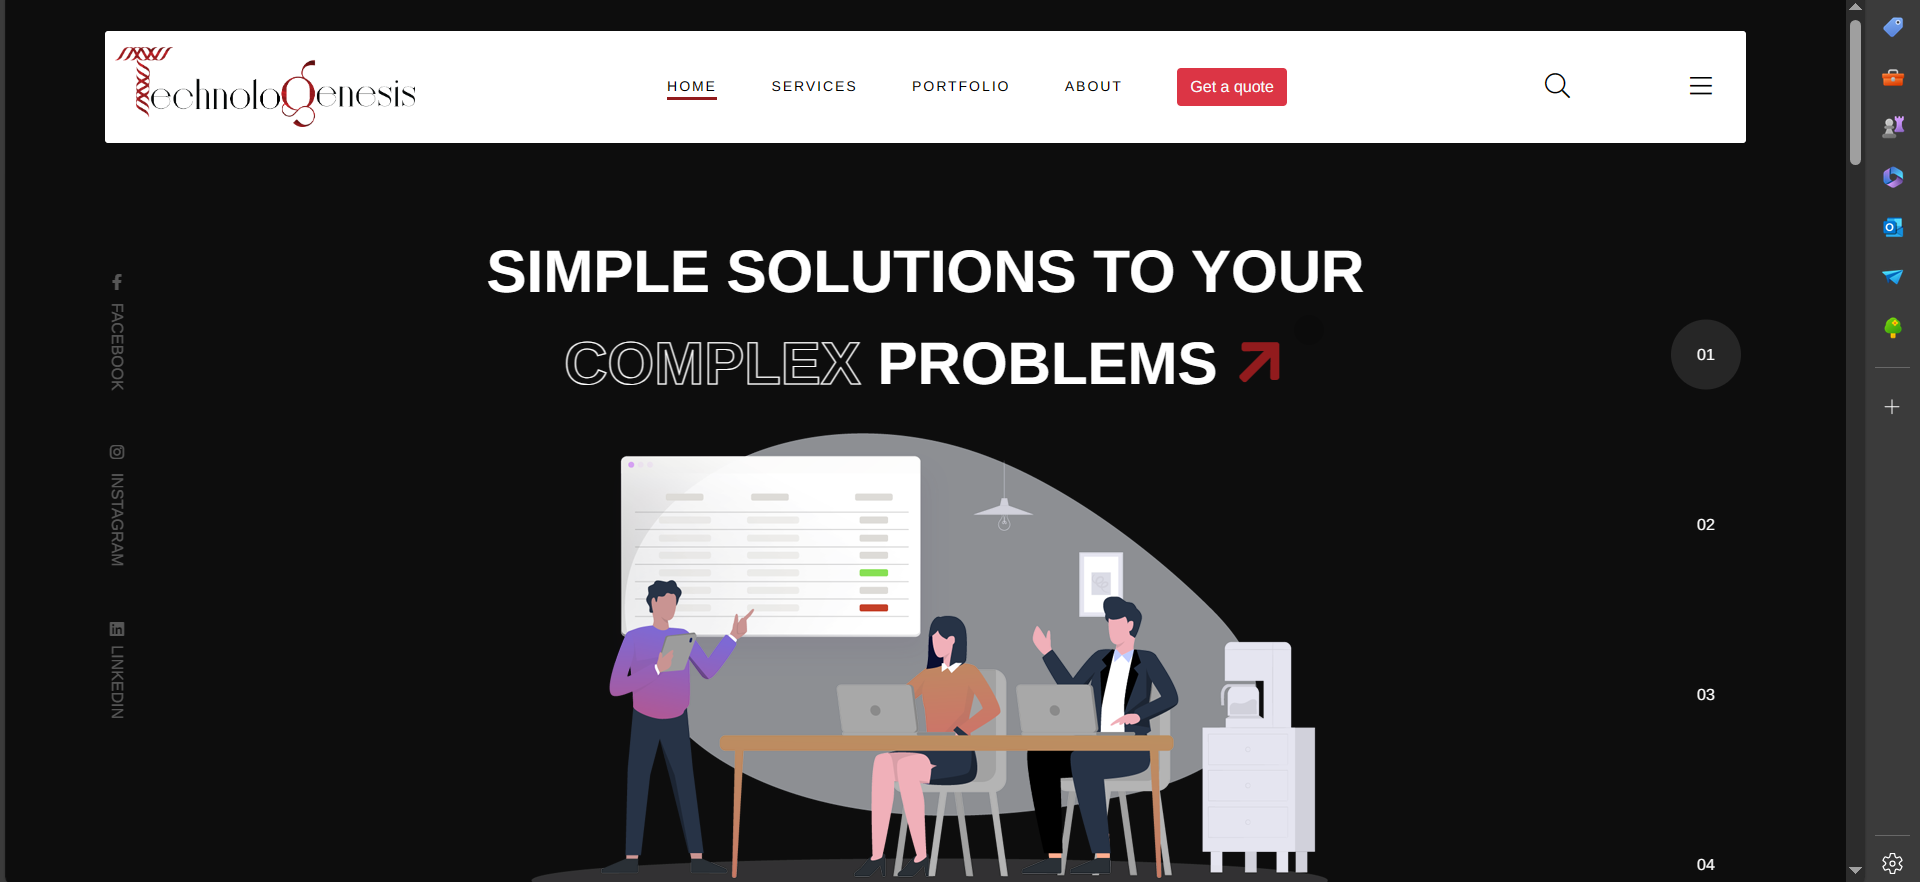 Technologenesis
HOME SERVICES PORTFOLIO ABOUT Get a quote
SIMPLE SOLUTIONS TO YOUR
COMPLEX PROBLEMS
FACEBOOK
INSTAGRAM
LINKEDIN
01
02
03
04